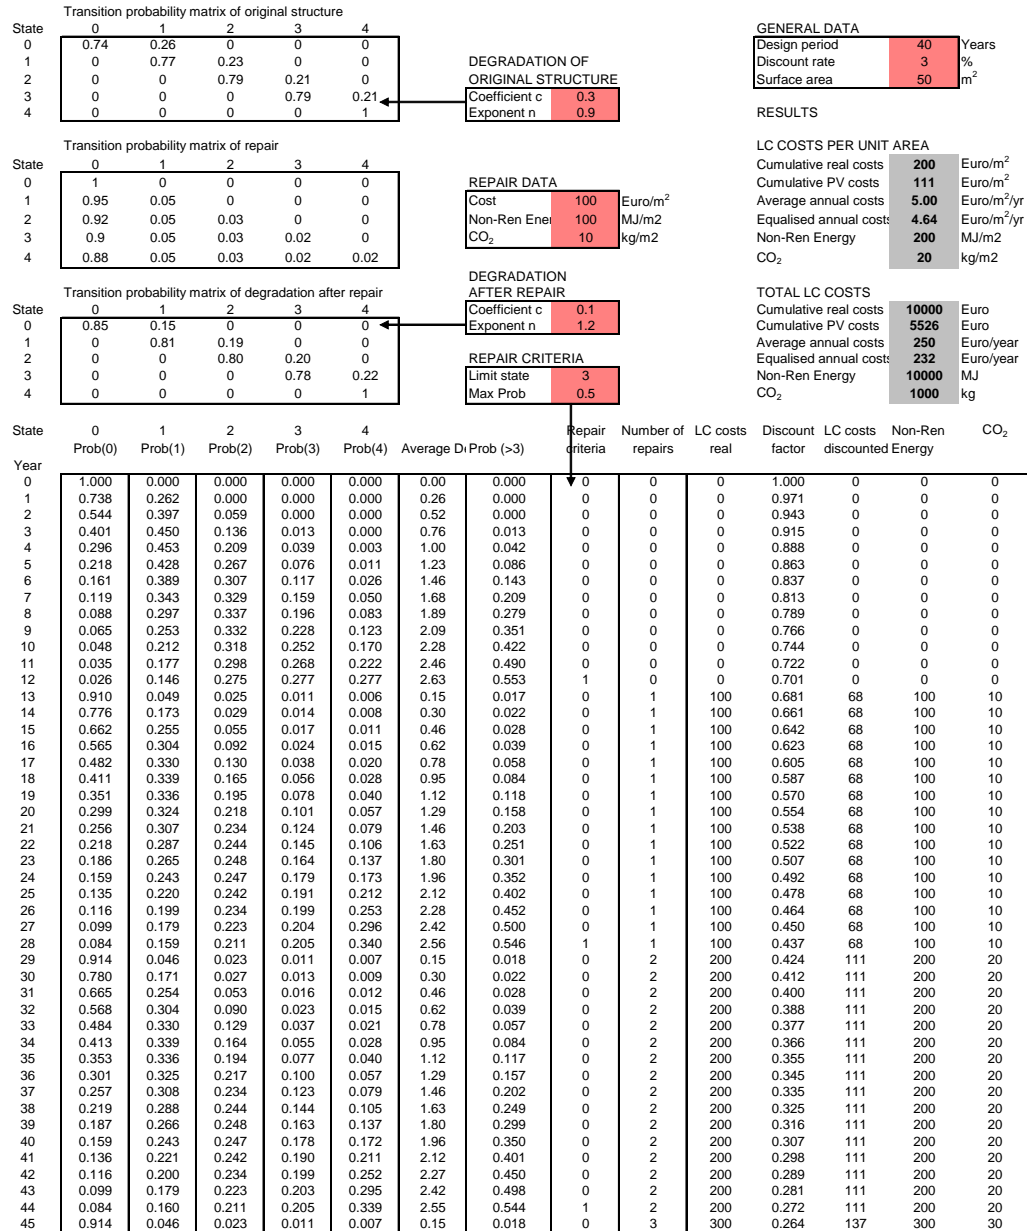 Transition probability matrix of original structure
State 0 1 2 3 4 GENERAL DATA
0 0.74 0.26 0 0 0 Design period 40 Years
1 0 0.77 0.23 0 0 DEGRADATION OF Discount rate 3 %
2 0 0 0.79 0.21 0 ORIGINAL STRUCTURE Surface area 50 m²
3 0 0 0 0.79 0.21 Coefficient c 0.3
4 0 0 0 0 1 Exponent n 0.9 RESULTS
Transition probability matrix of repair LC COSTS PER UNIT AREA
State 0 1 2 3 4 Cumulative real costs 200 Euro/m²
0 1 0 0 0 0 REPAIR DATA Cumulative PV costs 111 Euro/m²
1 0.95 0.05 0 0 0 Cost 100 Euro/m² Average annual costs 5.00 Euro/m²/yr
2 0.92 0.05 0.03 0 0 Non-Ren Ener 100 MJ/m2 Equalised annual costs 4.64 Euro/m²/yr
3 0.9 0.05 0.03 0.02 0 CO₂ 10 kg/m2 Non-Ren Energy 200 MJ/m2
4 0.88 0.05 0.03 0.02 0.02 CO₂ 20 kg/m2
DEGRADATION
Transition probability matrix of degradation after repair AFTER REPAIR TOTAL LC COSTS
State 0 1 2 3 4 Coefficient c 0.1 Cumulative real costs 10000 Euro
0 0.85 0.15 0 0 0 Exponent n 1.2 Cumulative PV costs 5526 Euro
1 0 0.81 0.19 0 0 Average annual costs 250 Euro/year
2 0 0 0.80 0.20 0 REPAIR CRITERIA Equalised annual costs 232 Euro/year
3 0 0 0 0.78 0.22 Limit state 3 Non-Ren Energy 10000 MJ
4 0 0 0 0 1 Max Prob 0.5 CO₂ 1000 kg
State 0 1 2 3 4 Repair Number of LC costs Discount LC costs Non-Ren CO₂
Prob(0) Prob(1) Prob(2) Prob(3) Prob(4) Average D Prob (>3) criteria repairs real factor discounted Energy
Year
0 1.000 0.000 0.000 0.000 0.000 0.00 0.000 0 0 0 1.000 0 0 0
1 0.738 0.262 0.000 0.000 0.000 0.26 0.000 0 0 0 0.971 0 0 0
2 0.544 0.397 0.059 0.000 0.000 0.52 0.000 0 0 0 0.943 0 0 0
3 0.401 0.450 0.136 0.013 0.000 0.76 0.013 0 0 0 0.915 0 0 0
4 0.296 0.453 0.209 0.039 0.003 1.00 0.042 0 0 0 0.888 0 0 0
5 0.218 0.428 0.267 0.076 0.011 1.23 0.086 0 0 0 0.863 0 0 0
6 0.161 0.389 0.307 0.117 0.026 1.46 0.143 0 0 0 0.837 0 0 0
7 0.119 0.343 0.329 0.159 0.050 1.68 0.209 0 0 0 0.813 0 0 0
8 0.088 0.297 0.337 0.196 0.083 1.89 0.279 0 0 0 0.789 0 0 0
9 0.065 0.253 0.332 0.228 0.123 2.09 0.351 0 0 0 0.766 0 0 0
10 0.048 0.212 0.318 0.252 0.170 2.28 0.422 0 0 0 0.744 0 0 0
11 0.035 0.177 0.298 0.268 0.222 2.46 0.490 0 0 0 0.722 0 0 0
12 0.026 0.146 0.275 0.277 0.277 2.63 0.553 1 0 0 0.701 0 0 0
13 0.910 0.049 0.025 0.011 0.006 0.15 0.017 0 1 100 0.681 68 100 10
14 0.776 0.173 0.029 0.014 0.008 0.30 0.022 0 1 100 0.661 68 100 10
15 0.662 0.255 0.055 0.017 0.011 0.46 0.028 0 1 100 0.642 68 100 10
16 0.565 0.304 0.092 0.024 0.015 0.62 0.039 0 1 100 0.623 68 100 10
17 0.482 0.330 0.130 0.038 0.020 0.78 0.058 0 1 100 0.605 68 100 10
18 0.411 0.339 0.165 0.056 0.028 0.95 0.084 0 1 100 0.587 68 100 10
19 0.351 0.336 0.195 0.078 0.040 1.12 0.118 0 1 100 0.570 68 100 10
20 0.299 0.324 0.218 0.101 0.057 1.29 0.158 0 1 100 0.554 68 100 10
21 0.256 0.307 0.234 0.124 0.079 1.46 0.203 0 1 100 0.538 68 100 10
22 0.218 0.287 0.244 0.145 0.106 1.63 0.251 0 1 100 0.522 68 100 10
23 0.186 0.265 0.248 0.164 0.137 1.80 0.301 0 1 100 0.507 68 100 10
24 0.159 0.243 0.247 0.179 0.173 1.96 0.352 0 1 100 0.492 68 100 10
25 0.135 0.220 0.242 0.191 0.212 2.12 0.402 0 1 100 0.478 68 100 10
26 0.116 0.199 0.234 0.199 0.253 2.28 0.452 0 1 100 0.464 68 100 10
27 0.099 0.179 0.223 0.204 0.296 2.42 0.500 0 1 100 0.450 68 100 10
28 0.084 0.159 0.211 0.205 0.340 2.56 0.546 1 1 100 0.437 68 100 10
29 0.914 0.046 0.023 0.011 0.007 0.15 0.018 0 2 200 0.424 111 200 20
30 0.780 0.171 0.027 0.013 0.009 0.30 0.022 0 2 200 0.412 111 200 20
31 0.665 0.254 0.053 0.016 0.012 0.46 0.028 0 2 200 0.400 111 200 20
32 0.568 0.304 0.090 0.023 0.015 0.62 0.039 0 2 200 0.388 111 200 20
33 0.484 0.330 0.129 0.037 0.021 0.78 0.057 0 2 200 0.377 111 200 20
34 0.413 0.339 0.164 0.055 0.028 0.95 0.084 0 2 200 0.366 111 200 20
35 0.353 0.336 0.194 0.077 0.040 1.12 0.117 0 2 200 0.355 111 200 20
36 0.301 0.325 0.217 0.100 0.057 1.29 0.157 0 2 200 0.345 111 200 20
37 0.257 0.308 0.234 0.123 0.079 1.46 0.202 0 2 200 0.335 111 200 20
38 0.219 0.288 0.244 0.144 0.105 1.63 0.249 0 2 200 0.325 111 200 20
39 0.187 0.266 0.248 0.163 0.137 1.80 0.299 0 2 200 0.316 111 200 20
40 0.159 0.243 0.247 0.178 0.172 1.96 0.350 0 2 200 0.307 111 200 20
41 0.136 0.221 0.242 0.190 0.211 2.12 0.401 0 2 200 0.298 111 200 20
42 0.116 0.200 0.234 0.199 0.252 2.27 0.450 0 2 200 0.289 111 200 20
43 0.099 0.179 0.223 0.203 0.295 2.42 0.498 0 2 200 0.281 111 200 20
44 0.084 0.160 0.211 0.205 0.339 2.55 0.544 1 2 200 0.272 111 200 20
45 0.914 0.046 0.023 0.011 0.007 0.15 0.018 0 3 300 0.264 137 300 30